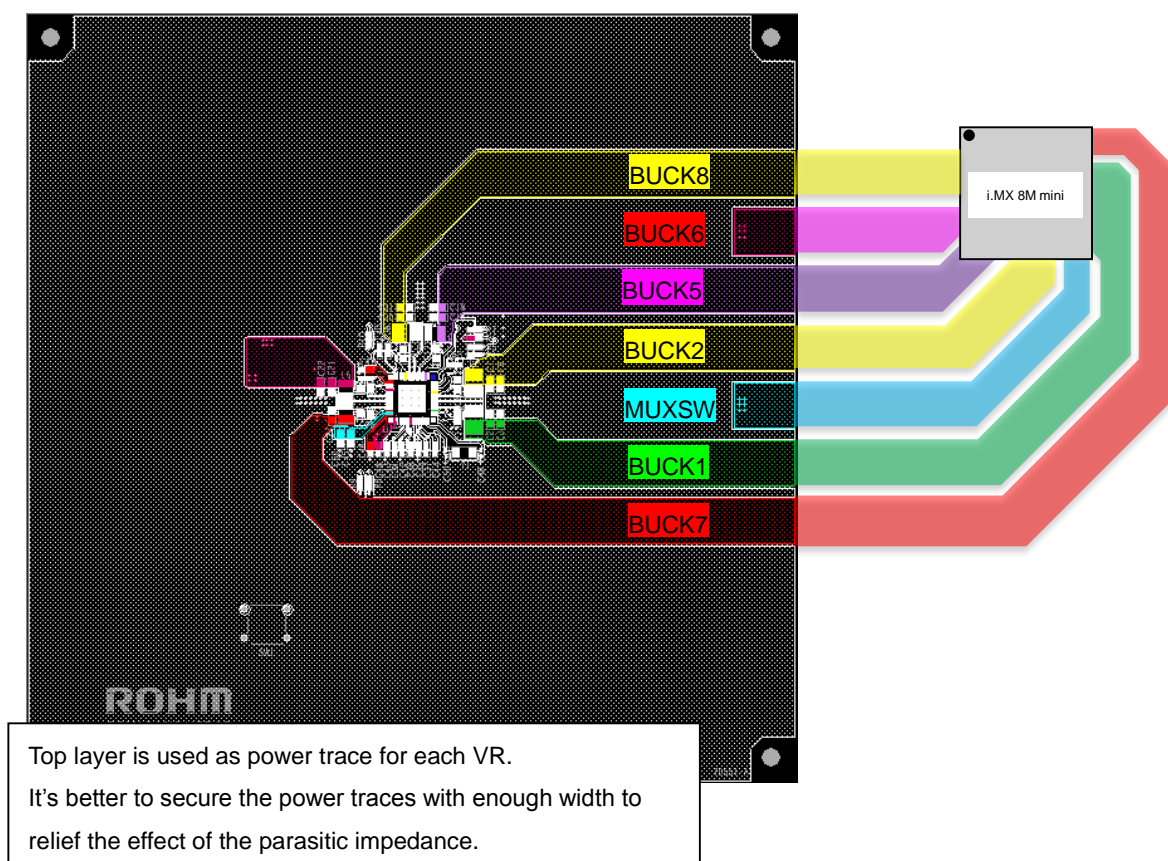 BUCK8
i.MX 8M mini
BUCK6
BUCK5
BUCK2
MUXSW
BUCK1
BUCK7
SW1
ROHM
Top layer is used as power trace for each VR.
It's better to secure the power traces with enough width to
relief the effect of the parasitic impedance.